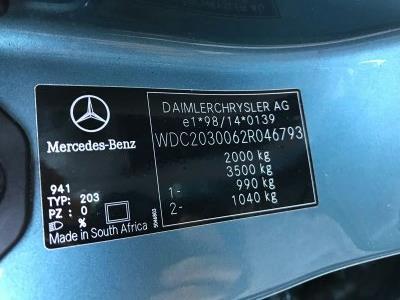 DAIMLERCHRYSLER AG
e1*98/14*0139
WDC2030062R046793
Mercedes-Benz
2000 kg
3500 kg
1- 990 kg
2- 1040 kg
941
TYP: 203
PZ : 0
%
Made in South Africa